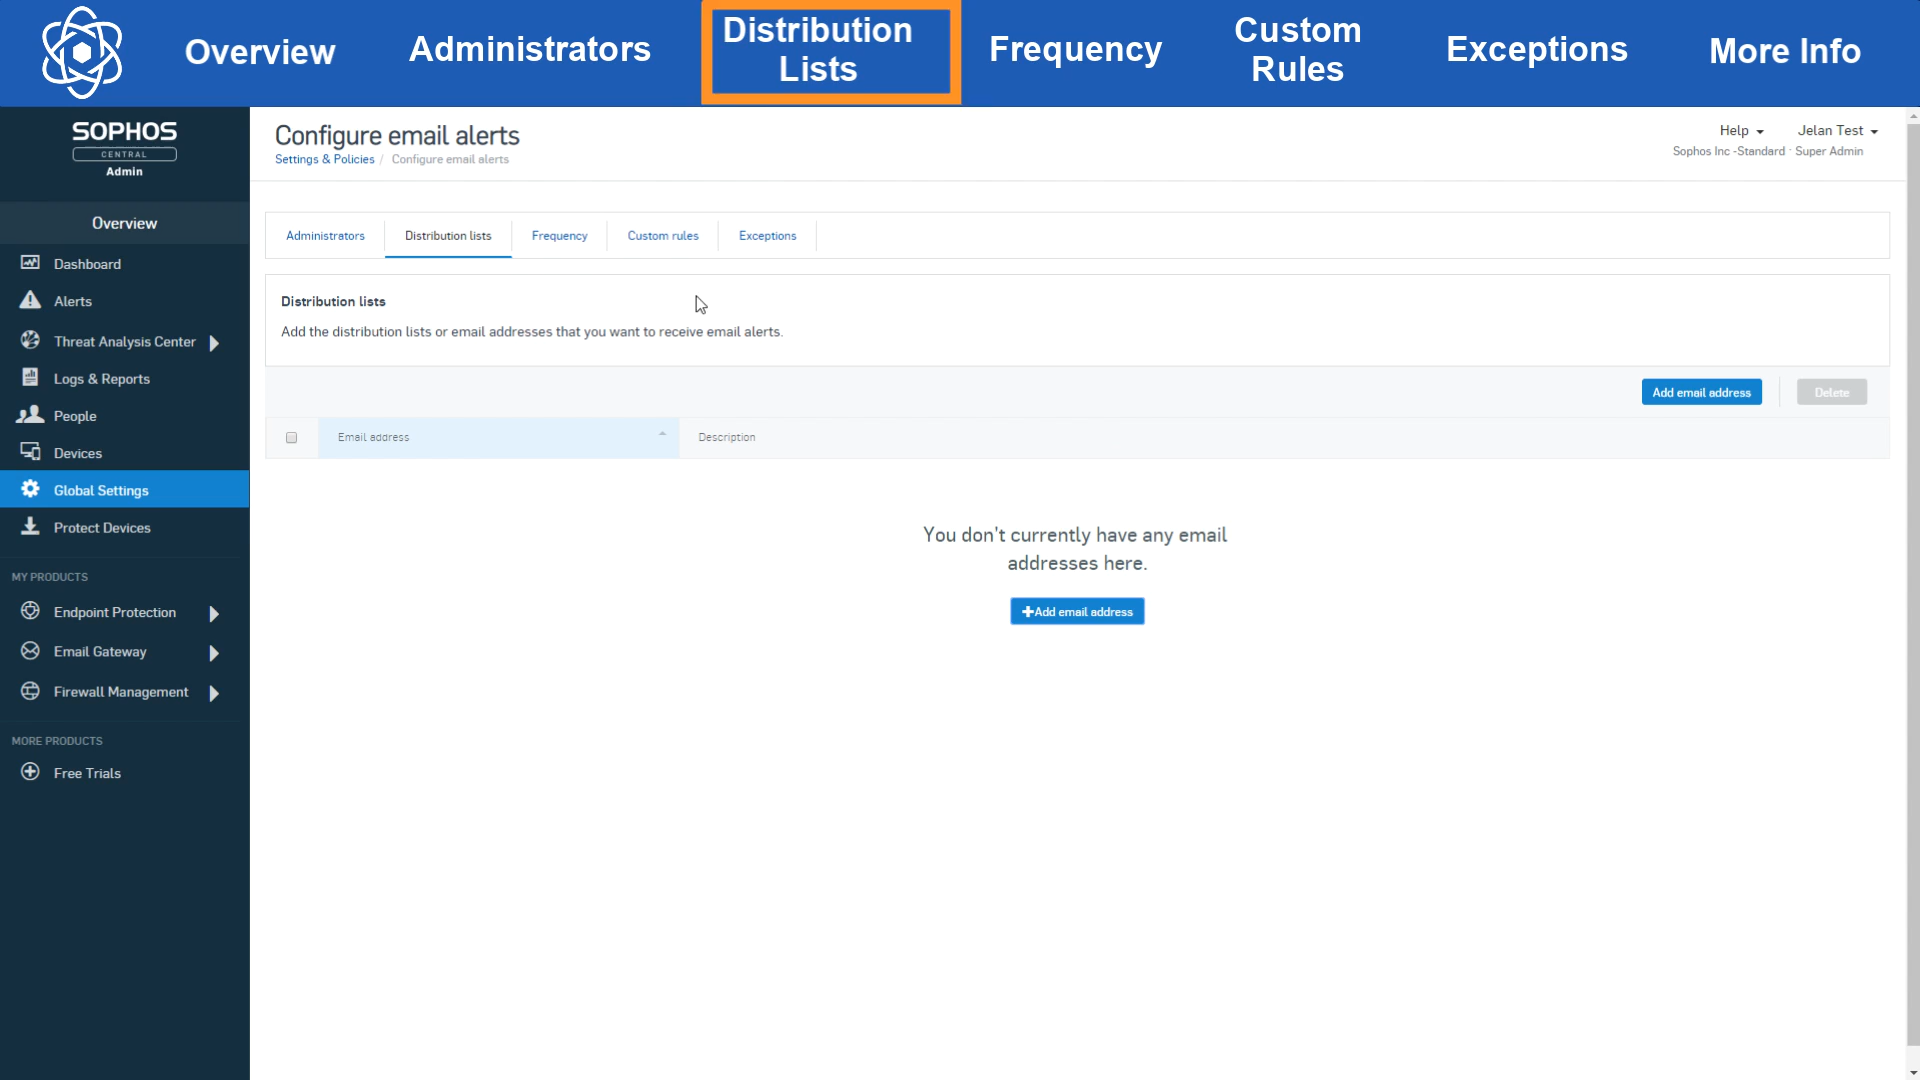 Overview
Administrators
Distribution
Lists
Frequency
Custom
Rules
Exceptions
More Info
SOPHOS
CENTRAL
Admin
Overview
Dashboard
Alerts
Threat Analysis Center
Logs & Reports
People
Devices
Global Settings
Protect Devices
MY PRODUCTS
Endpoint Protection
Email Gateway
Firewall Management
MORE PRODUCTS
Free Trials
Configure email alerts
Settings & Policies / Configure email alerts
Help
Jelan Test
Sophos Inc -Standard · Super Admin
Administrators
Distribution lists
Frequency
Custom rules
Exceptions
Distribution lists
Add the distribution lists or email addresses that you want to receive email alerts.
Add email address
Delete
Email address
Description
You don't currently have any email
addresses here.
+Add email address